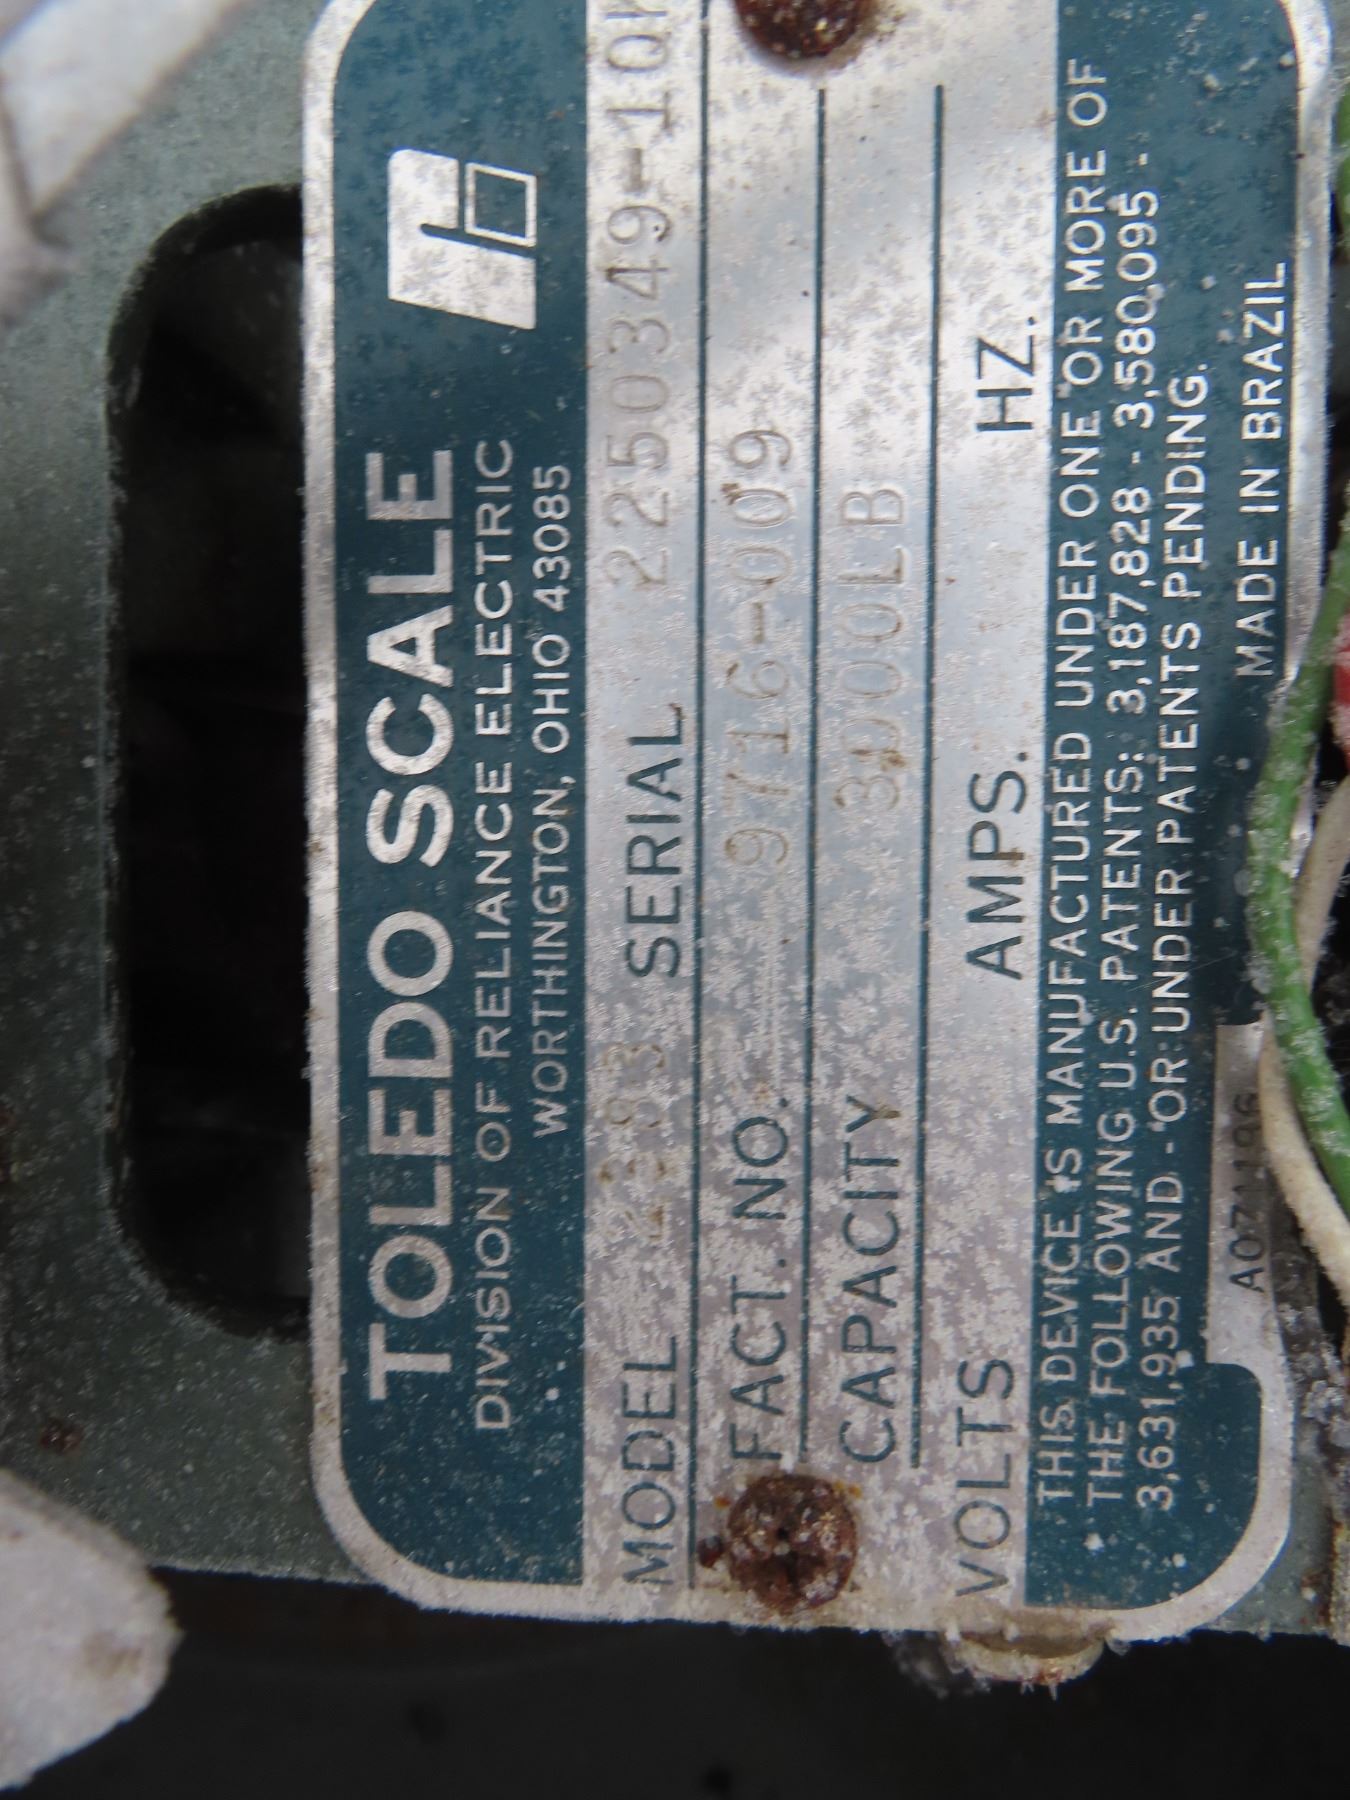 TOLEDO SCALE
DIVISION OF RELIANCE ELECTRIC
WORTHINGTON, OHIO 43085
MODEL SERIAL 2250349-10
FACT. NO. 9716-009
CAPACITY 3000LB
VOLTS AMPS. HZ.
THIS DEVICE IS MANUFACTURED UNDER ONE OR MORE OF
THE FOLLOWING U.S. PATENTS: 3,187,828 - 3,580,095 -
3,631,935 AND - OR UNDER PATENTS PENDING.
MADE IN BRAZIL